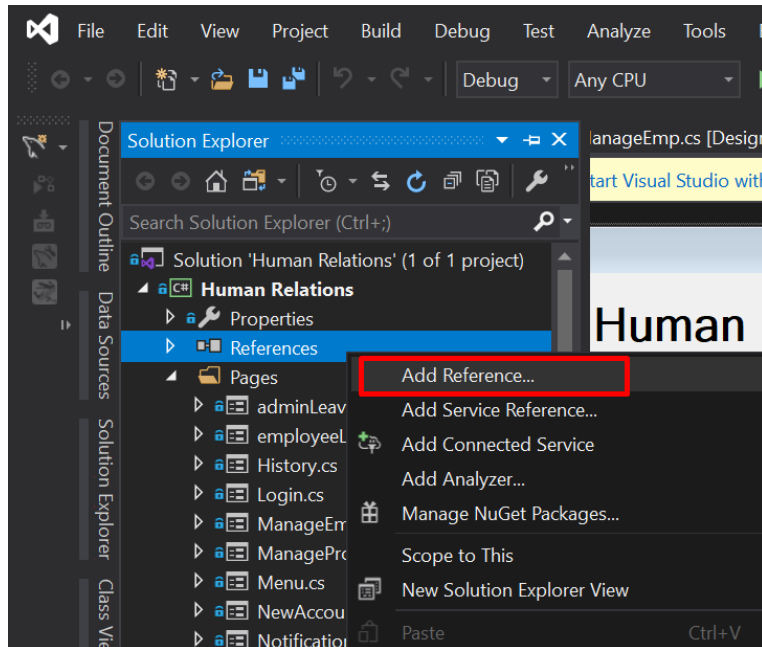 File Edit View Project Build Debug Test Analyze Tools
Debug Any CPU
Document Outline
Data Sources
Solution Explorer
Class Vie
Solution Explorer
Search Solution Explorer (Ctrl+;)
Solution 'Human Relations' (1 of 1 project)
C# Human Relations
Properties
References
Pages
adminLeav
employeeL
History.cs
Login.cs
ManageEm
ManagePro
Menu.cs
NewAccou
Notification
Add Reference...
Add Service Reference...
Add Connected Service
Add Analyzer...
Manage NuGet Packages...
Scope to This
New Solution Explorer View
Paste Ctrl+V
lanageEmp.cs [Desig
tart Visual Studio with
Human